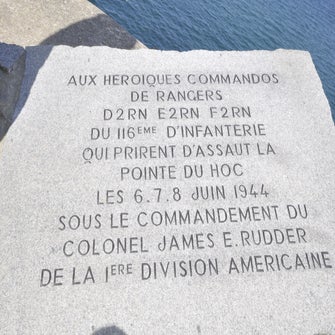 AUX HEROIQUES COMMANDOS
DE RANGERS
D2RN E2RN F2RN
DU 116EME D'INFANTERIE
QUI PRIRENT D'ASSAUT LA
POINTE DU HOC
LES 6.7.8 JUIN 1944
SOUS LE COMMANDEMENT DU
COLONEL JAMES E. RUDDER
DE LA 1ERE DIVISION AMERICAINE